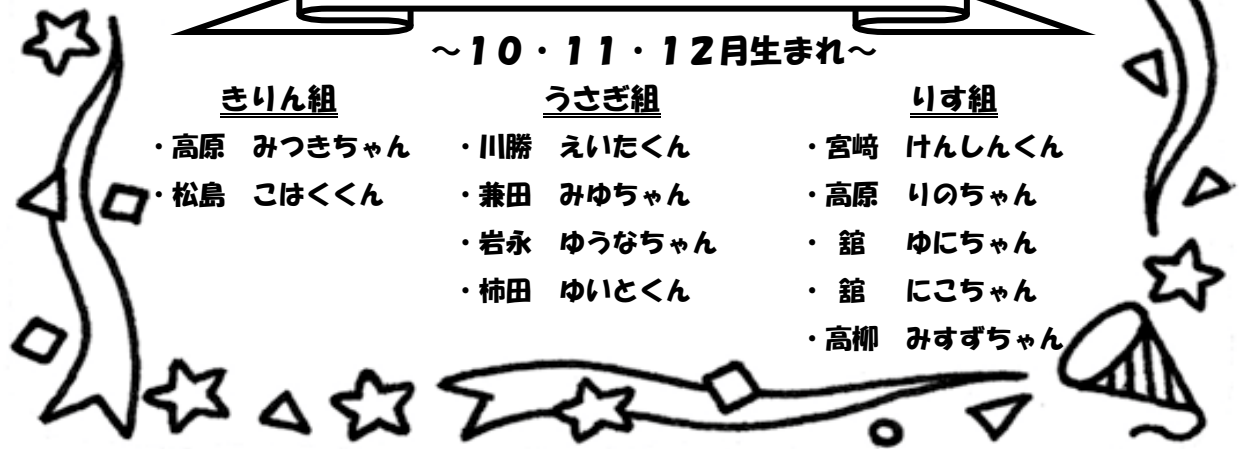 ～１０・１１・１２月生まれ～
きりん組
・高原　みつきちゃん
・松島　こはくくん
うさぎ組
・川勝　えいたくん
・兼田　みゆちゃん
・岩永　ゆうなちゃん
・柿田　ゆいとくん
りす組
・宮﨑　けんしんくん
・高原　りのちゃん
・舘　ゆにちゃん
・舘　にこちゃん
・高柳　みすずちゃん